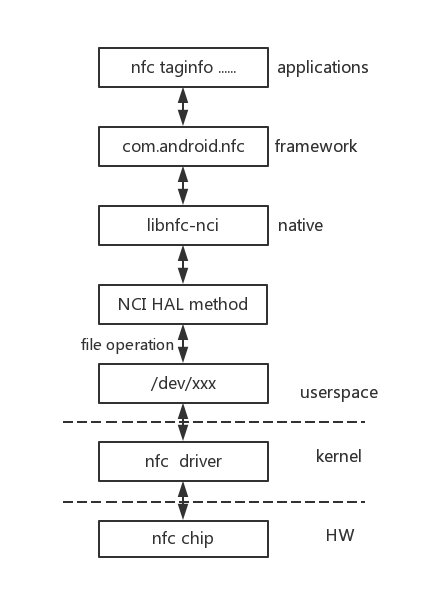 nfc taginfo ...... applications
com.android.nfc framework
libnfc-nci native
NCI HAL method
file operation
/dev/xxx
userspace
nfc driver
kernel
nfc chip
HW